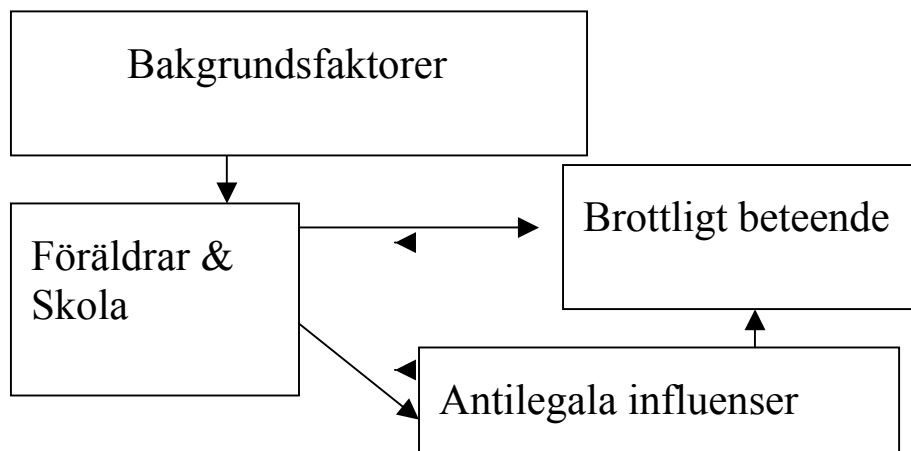 Bakgrundsfaktorer
Föräldrar &
Skola
Brottligt beteende
Antilegala influenser